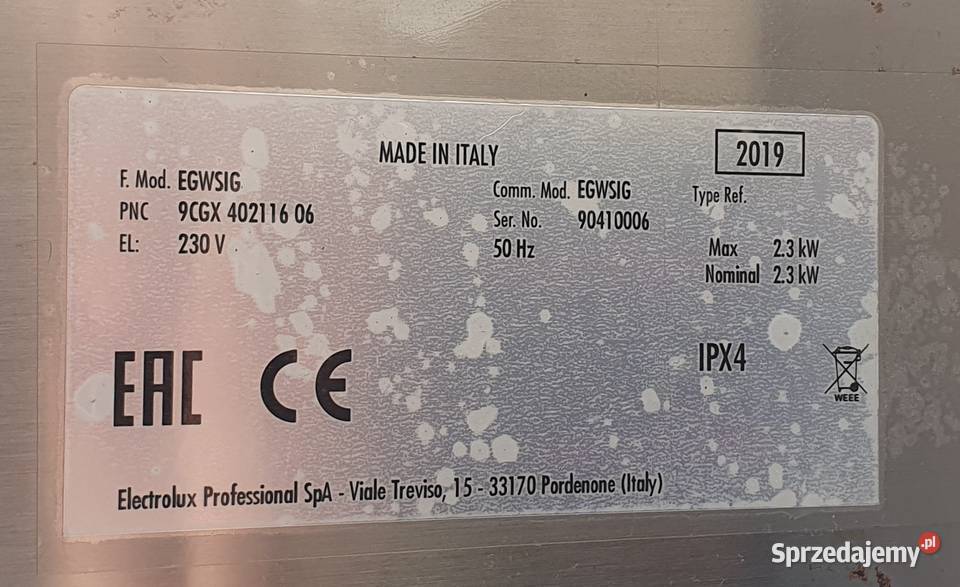 MADE IN ITALY
2019
F. Mod. EGWSIG
Comm. Mod. EGWSIG
Type Ref.
PNC 9CGX 402116 06
Ser. No. 90410006
EL: 230 V
50 Hz
Max 2.3 kW
Nominal 2.3 kW
IPX4
EAC CE
WEEE
Electrolux Professional SpA - Viale Treviso, 15 - 33170 Pordenone (Italy)
Sprzedajemy.pl